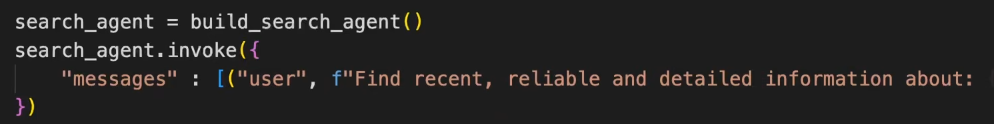 search_agent = build_search_agent()
search_agent.invoke({
    "messages" : [("user", f"Find recent, reliable and detailed information about:
})